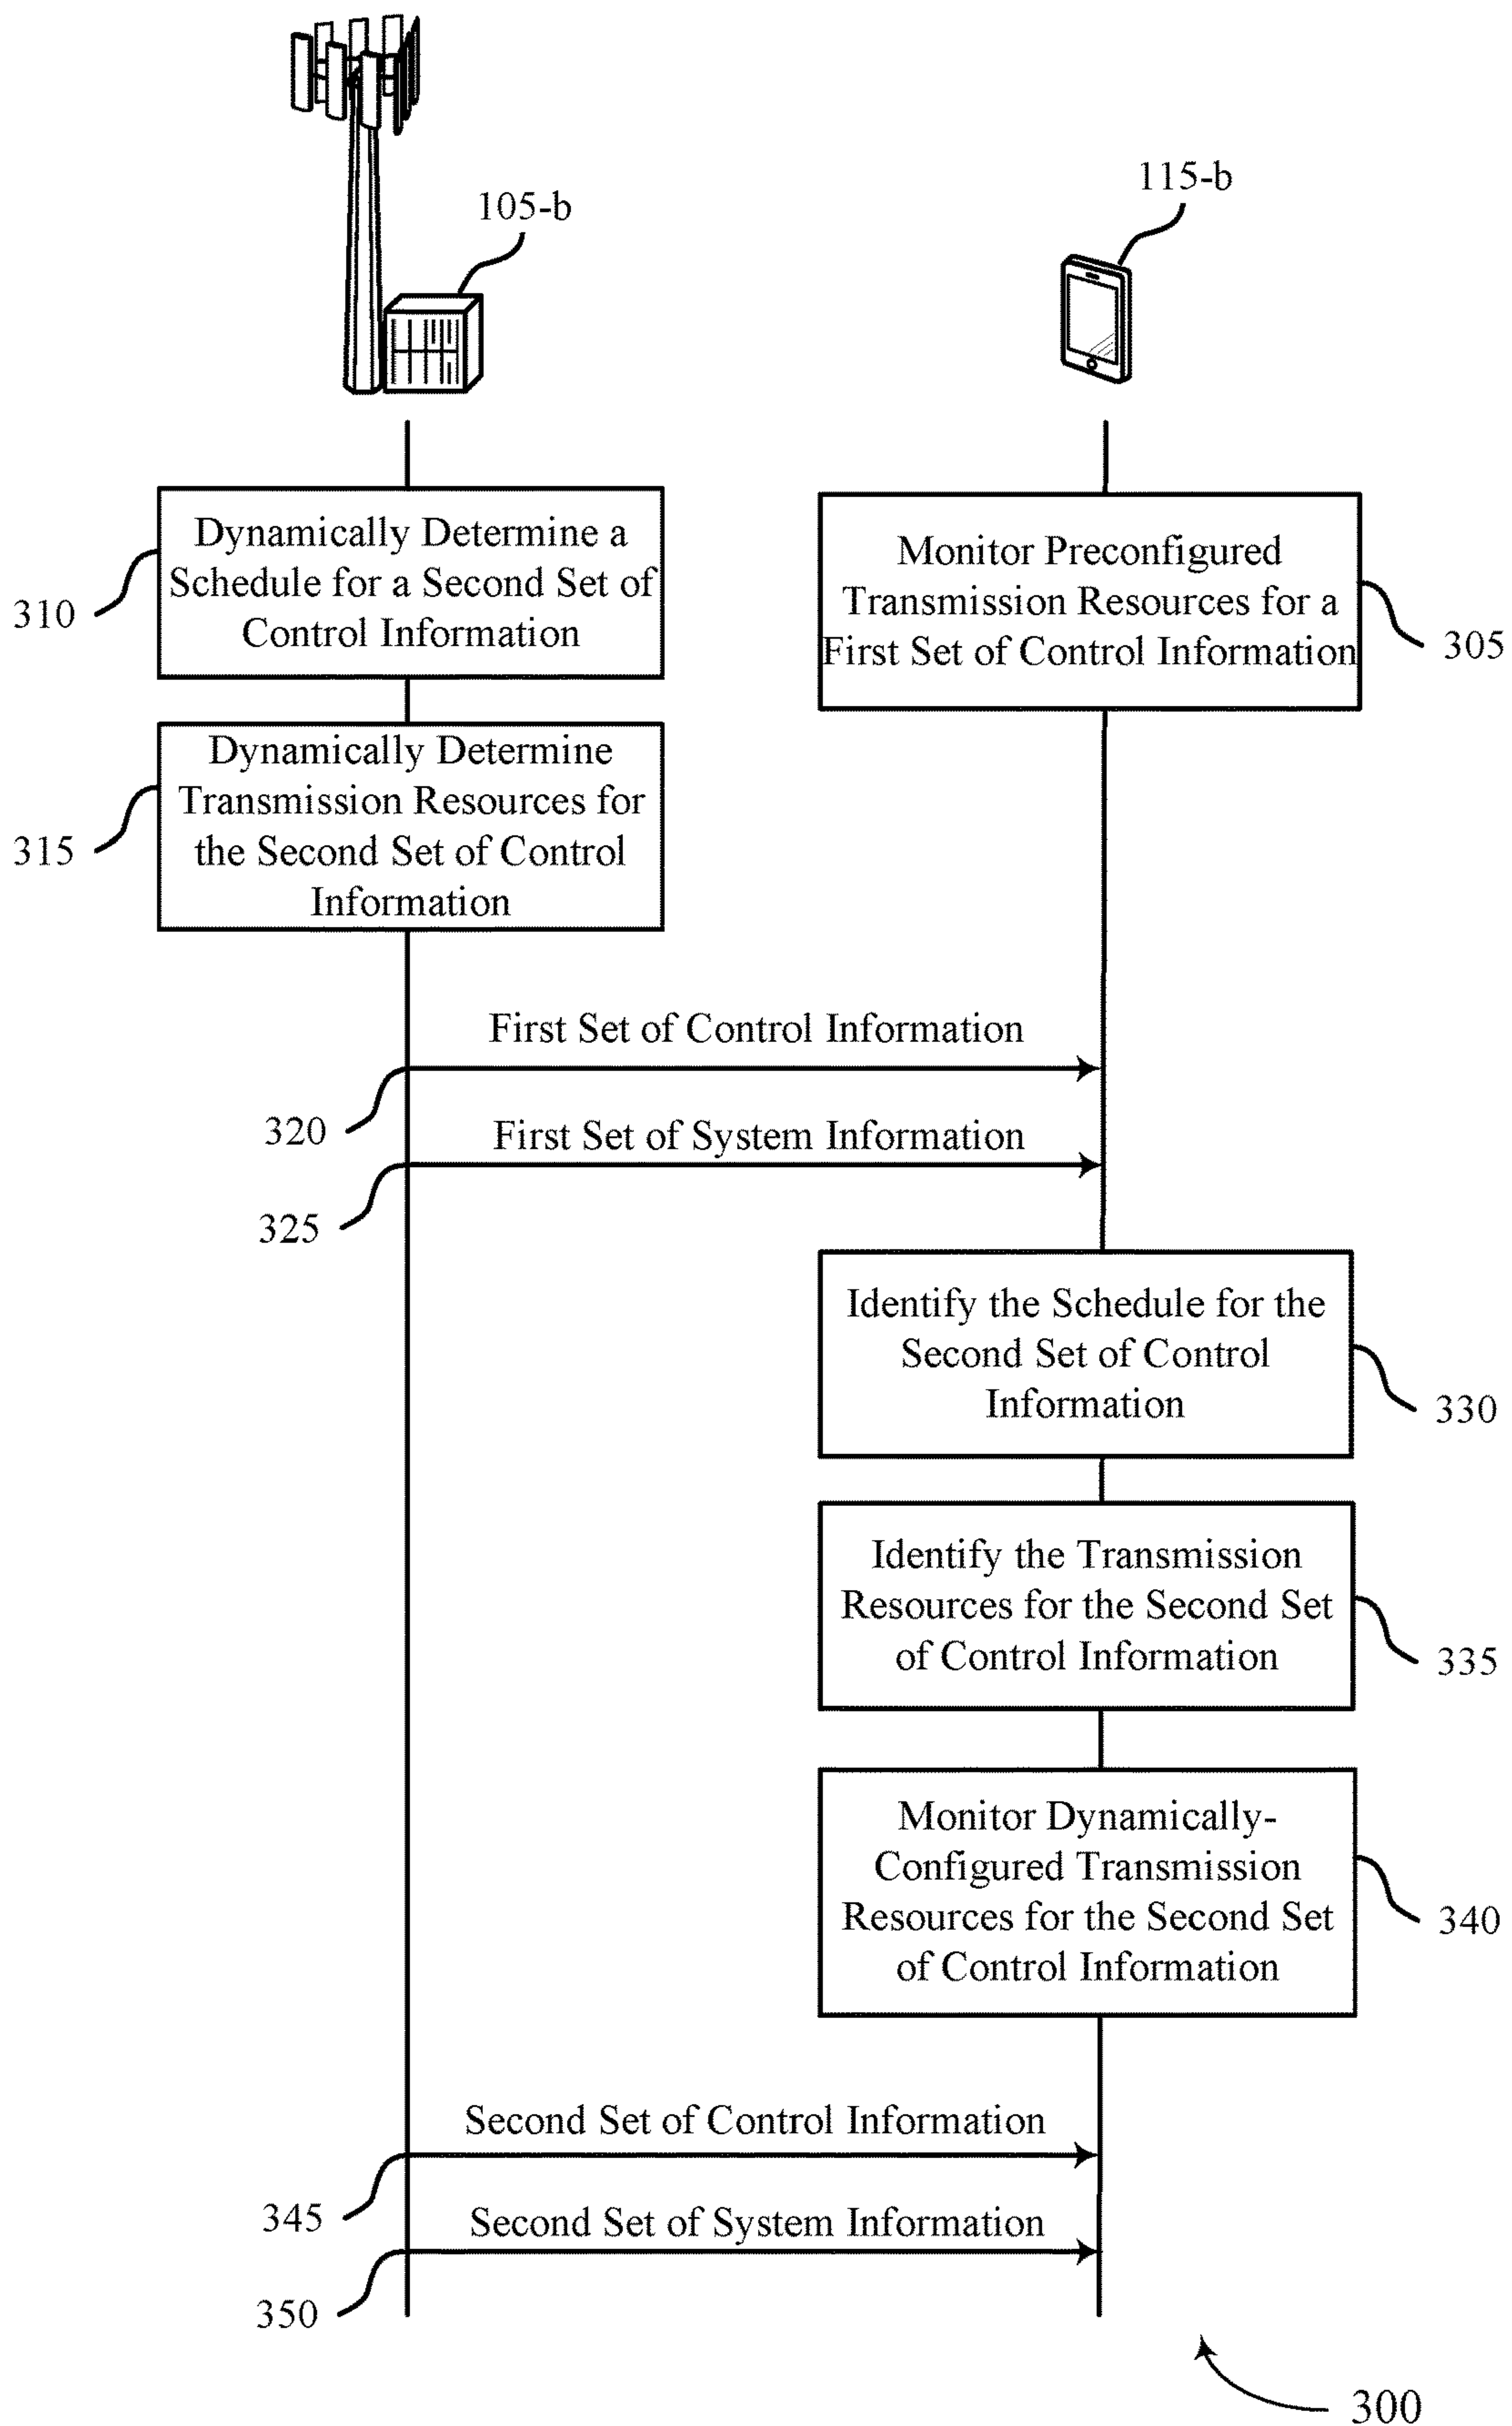 105-b
115-b
Dynamically Determine a
Schedule for a Second Set of
Control Information
310
Monitor Preconfigured
Transmission Resources for a
First Set of Control Information
305
Dynamically Determine
Transmission Resources for
the Second Set of Control
Information
315
First Set of Control Information
320
First Set of System Information
325
Identify the Schedule for the
Second Set of Control
Information
330
Identify the Transmission
Resources for the Second Set
of Control Information
335
Monitor Dynamically-
Configured Transmission
Resources for the Second Set
of Control Information
340
Second Set of Control Information
345
Second Set of System Information
350
300